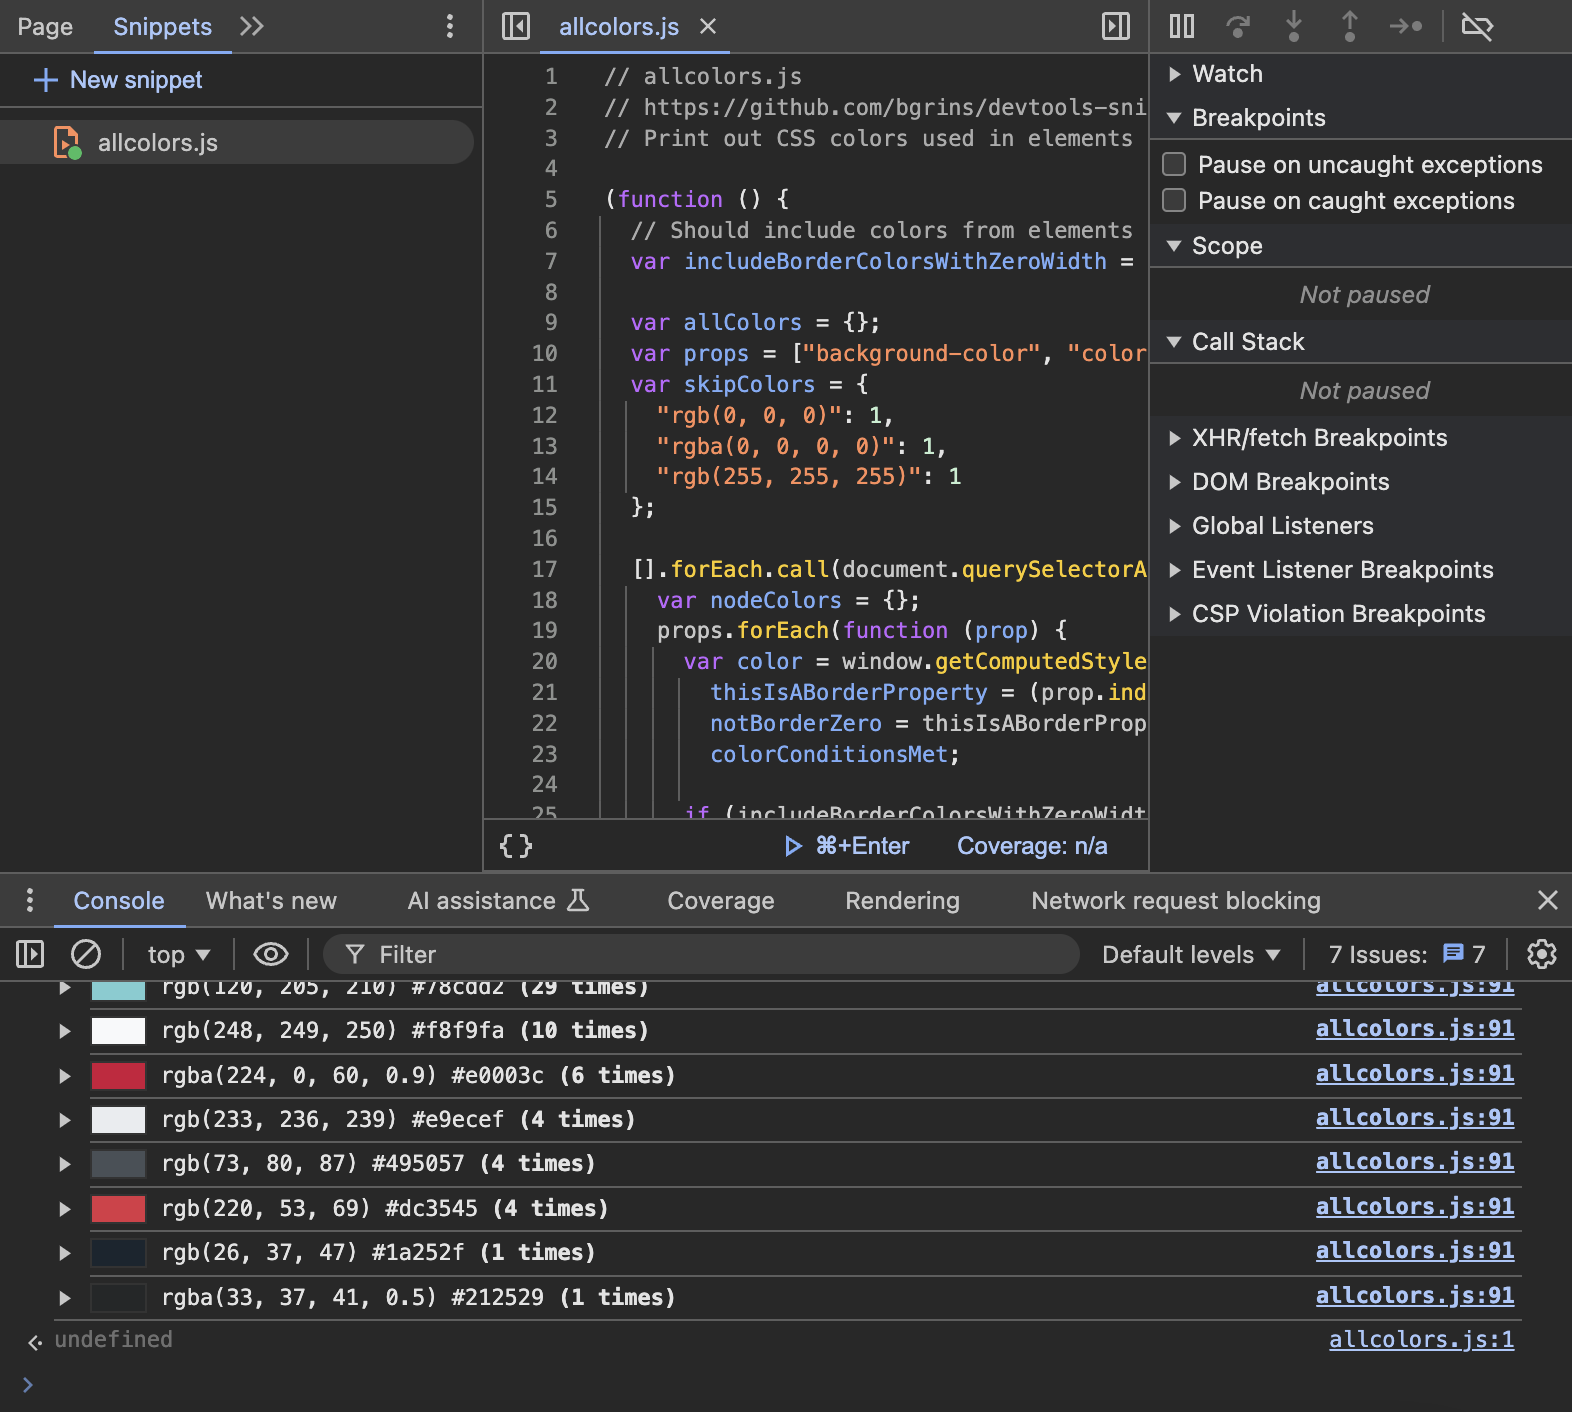 Page Snippets
New snippet
allcolors.js
allcolors.js
1 // allcolors.js
2 // https://github.com/bgrins/devtools-sni
3 // Print out CSS colors used in elements
4
5 (function () {
6 // Should include colors from elements
7 var includeBorderColorsWithZeroWidth =
8
9 var allColors = {};
10 var props = ["background-color", "color
11 var skipColors = {
12 "rgb(0, 0, 0)": 1,
13 "rgba(0, 0, 0, 0)": 1,
14 "rgb(255, 255, 255)": 1
15 };
16
17 [].forEach.call(document.querySelectorA
18 var nodeColors = {};
19 props.forEach(function (prop) {
20 var color = window.getComputedStyle
21 thisIsABorderProperty = (prop.ind
22 notBorderZero = thisIsABorderProp
23 colorConditionsMet;
24
25 if (includeBorderColorsWithZeroWidt
{} ⌘+Enter Coverage: n/a
Watch
Breakpoints
Pause on uncaught exceptions
Pause on caught exceptions
Scope
Not paused
Call Stack
Not paused
XHR/fetch Breakpoints
DOM Breakpoints
Global Listeners
Event Listener Breakpoints
CSP Violation Breakpoints
Console What's new AI assistance Coverage Rendering Network request blocking
top Filter Default levels 7 Issues: 7
rgb(120, 205, 210) #78cdd2 (29 times) allcolors.js:91
rgb(248, 249, 250) #f8f9fa (10 times) allcolors.js:91
rgba(224, 0, 60, 0.9) #e0003c (6 times) allcolors.js:91
rgb(233, 236, 239) #e9ecef (4 times) allcolors.js:91
rgb(73, 80, 87) #495057 (4 times) allcolors.js:91
rgb(220, 53, 69) #dc3545 (4 times) allcolors.js:91
rgb(26, 37, 47) #1a252f (1 times) allcolors.js:91
rgba(33, 37, 41, 0.5) #212529 (1 times) allcolors.js:91
undefined allcolors.js:1